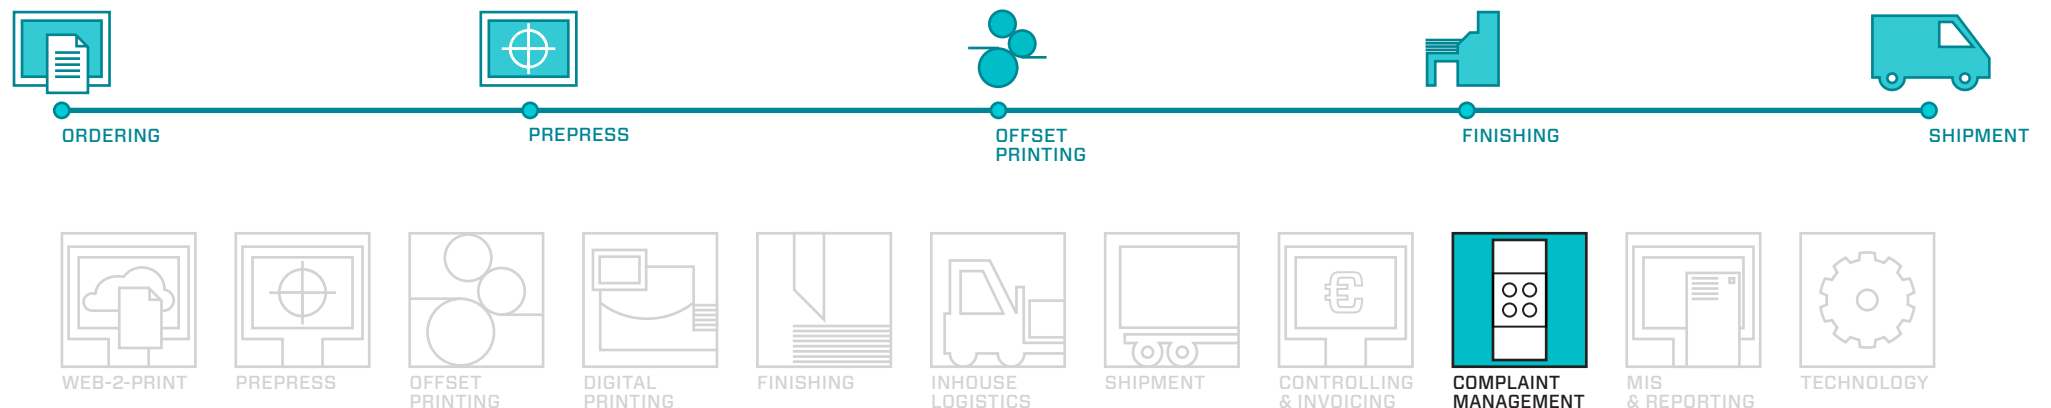 ORDERING
PREPRESS
OFFSET
PRINTING
FINISHING
SHIPMENT
WEB-2-PRINT
PREPRESS
OFFSET
PRINTING
DIGITAL
PRINTING
FINISHING
INHOUSE
LOGISTICS
SHIPMENT
€
CONTROLLING
& INVOICING
COMPLAINT
MANAGEMENT
MIS
& REPORTING
TECHNOLOGY